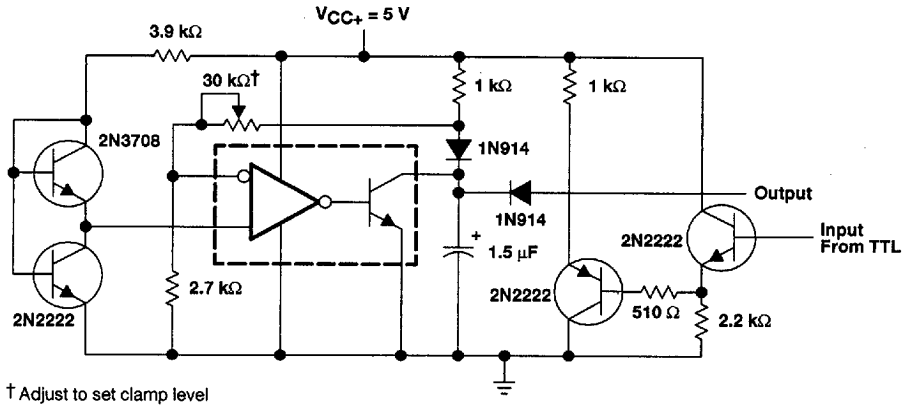 VCC+ = 5 V
3.9 kΩ
30 kΩ†
1 kΩ
1 kΩ
2N3708
1N914
Output
1N914
Input
From TTL
2N2222
+
1.5 µF
2N2222
2.7 kΩ
2N2222
510 Ω
2.2 kΩ
† Adjust to set clamp level